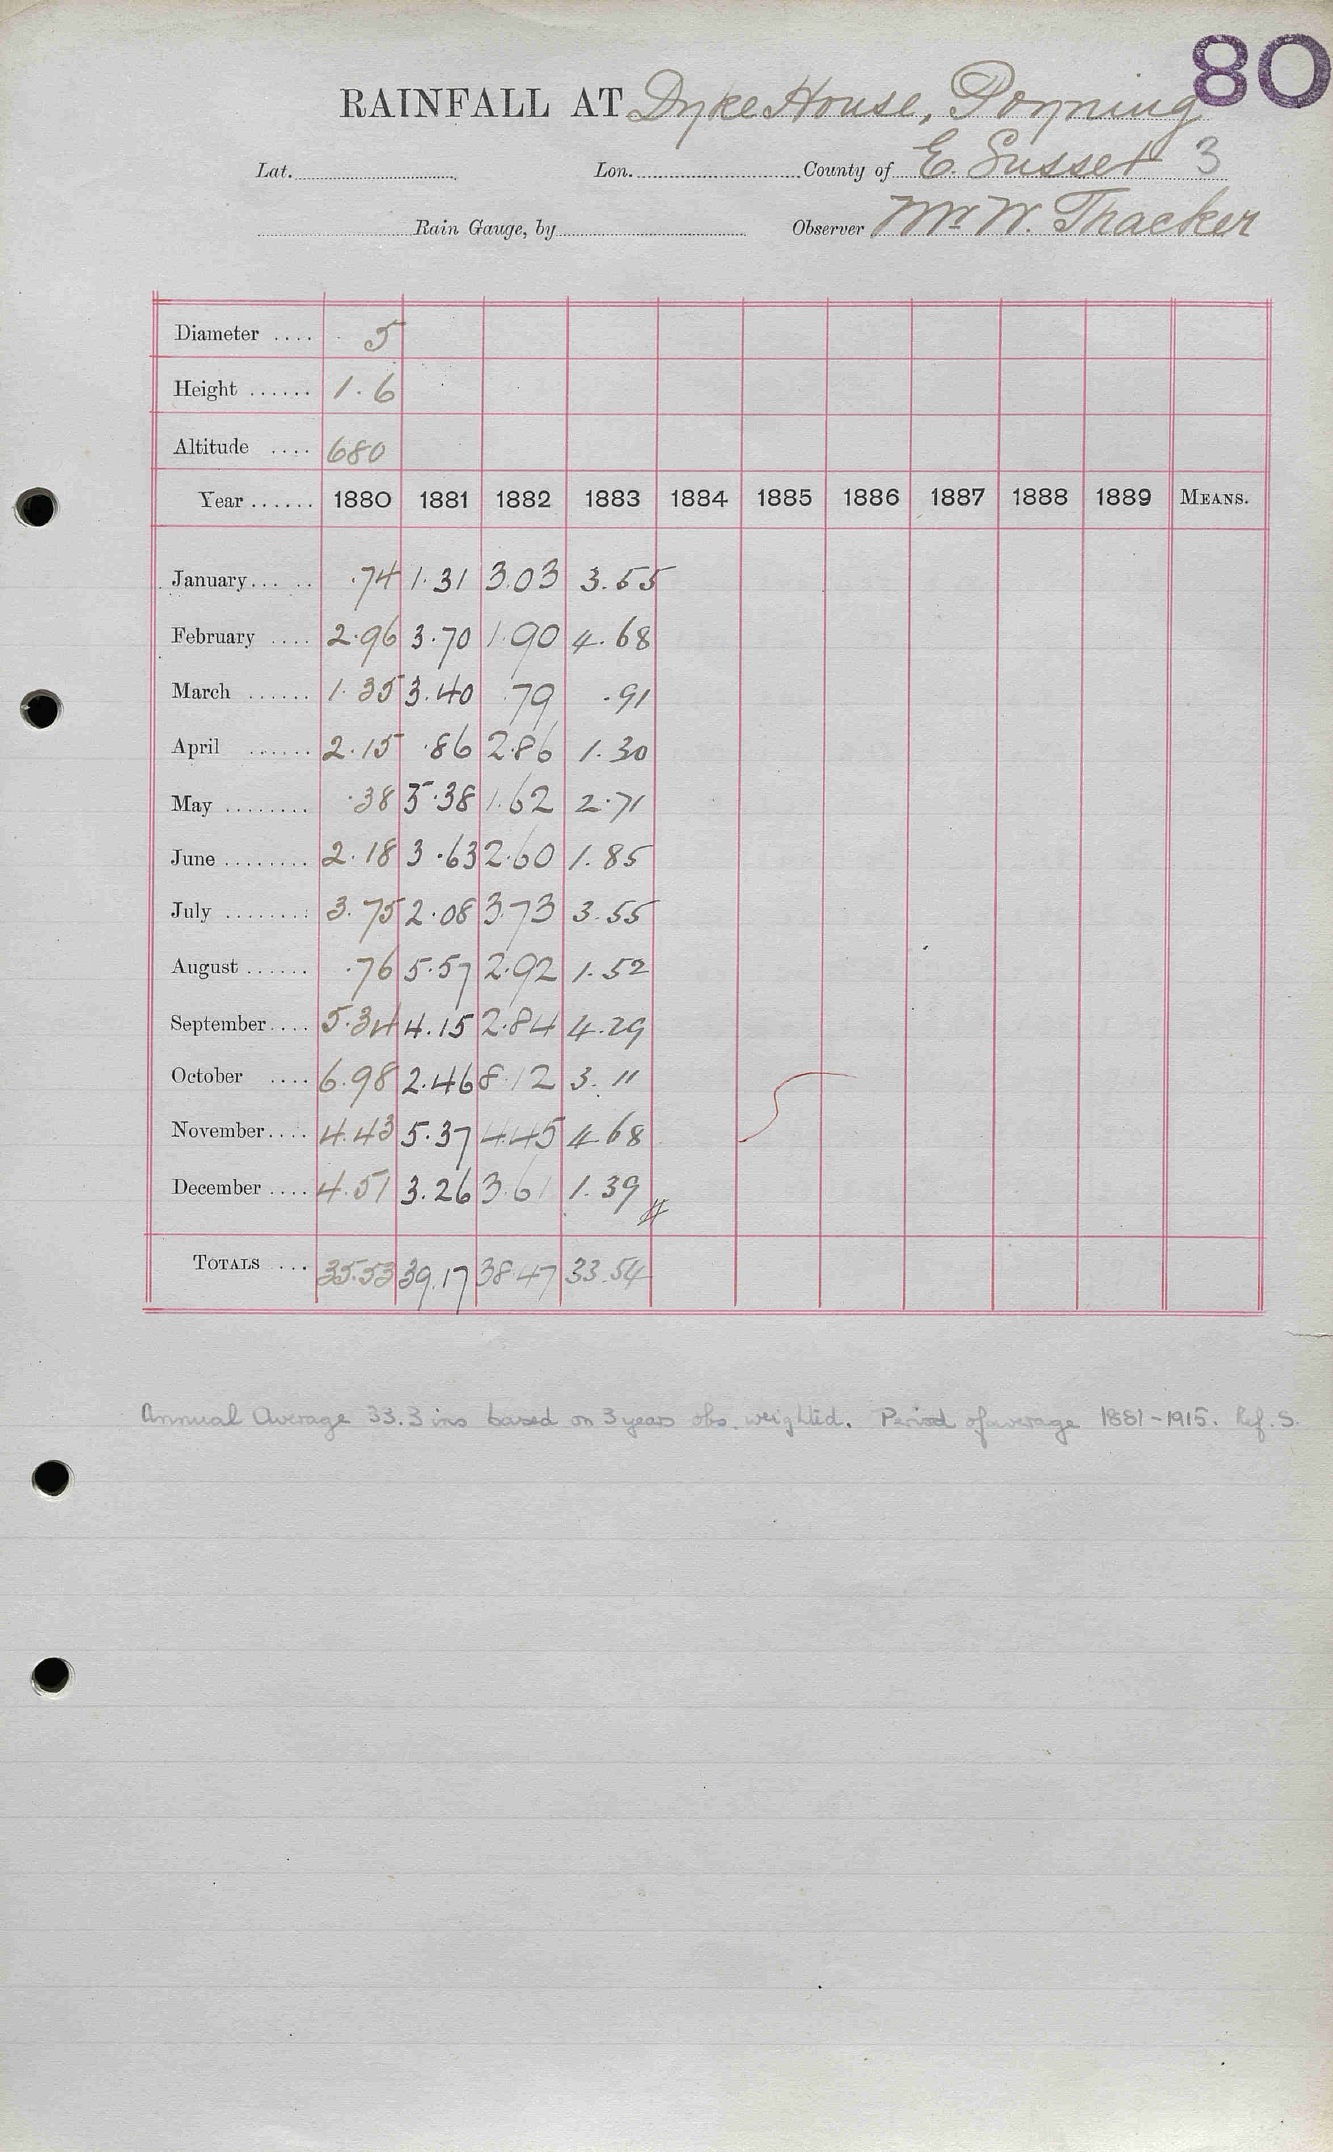 80
RAINFALL AT Dyke House, Poyning
Lat. Lon. County of E. Sussex 3
Rain Gauge, by Observer Mr W. Thacker
Diameter .... 5
Height ...... 1.6
Altitude .... 680
Year ...... 1880 1881 1882 1883 1884 1885 1886 1887 1888 1889 MEANS.
January ...... .74 1.31 3.03 3.55
February .... 2.96 3.70 1.90 4.68
March ...... 1.35 3.40 .79 .91
April ...... 2.15 .86 2.86 1.30
May ........ .38 3.38 1.62 2.71
June ........ 2.18 3.63 2.60 1.85
July ........ 3.75 2.08 3.73 3.55
August ...... .76 5.57 2.92 1.52
September .... 5.34 4.15 2.84 4.29
October .... 6.98 2.46 8.12 3.11
November .... 4.43 5.37 4.45 4.68
December .... 4.51 3.26 3.61 1.39
TOTALS ... 35.53 39.17 38.47 33.54
Annual Average 33.3 ins based on 3 years obs. weighted. Period of average 1881-1915. Ref. S.